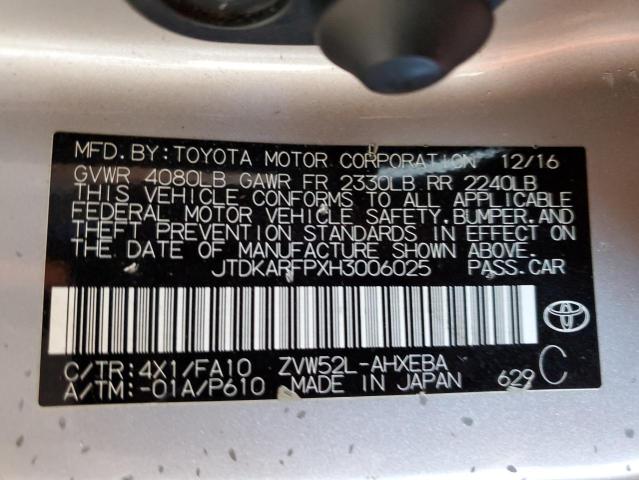 MFD. BY: TOYOTA MOTOR CORPORATION 12/16
GVWR 4080LB GAWR FR 2330LB RR 2240LB
THIS VEHICLE CONFORMS TO ALL APPLICABLE
FEDERAL MOTOR VEHICLE SAFETY, BUMPER, AND
THEFT PREVENTION STANDARDS IN EFFECT ON
THE DATE OF MANUFACTURE SHOWN ABOVE.
JTDKARFPXH3006025 PASS. CAR
C/TR: 4X1/FA10 ZVW52L-AHXEBA
A/TM: -01A/P610 MADE IN JAPAN 629 C